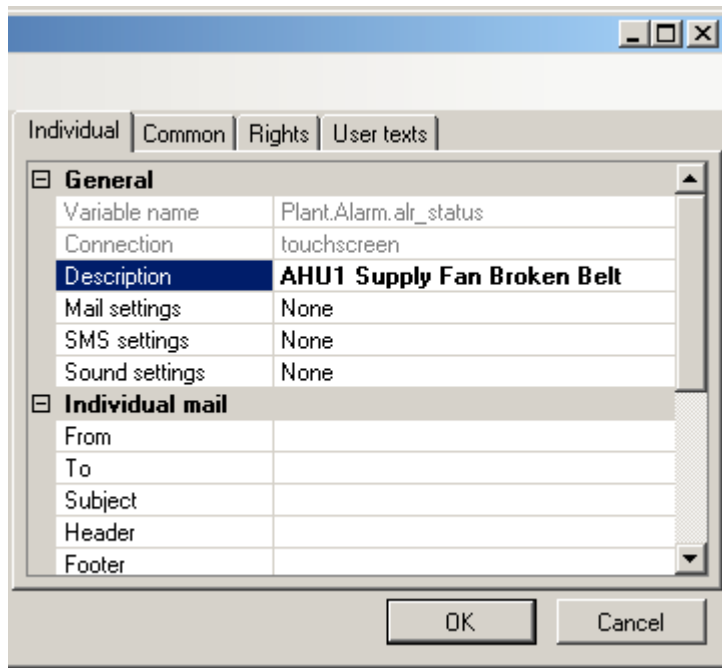 Individual Common Rights User texts
General
Variable name Plant.Alarm.alr_status
Connection touchscreen
Description AHU1 Supply Fan Broken Belt
Mail settings None
SMS settings None
Sound settings None
Individual mail
From
To
Subject
Header
Footer
OK Cancel